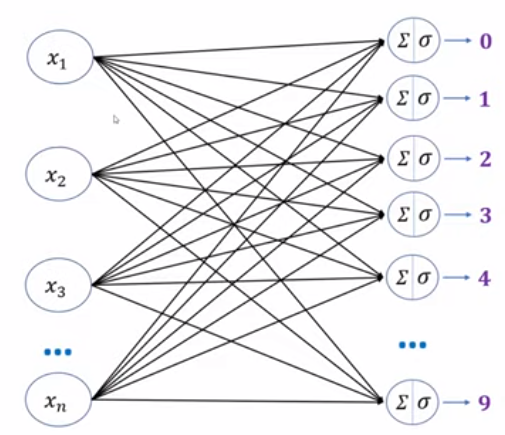 x₁
x₂
x₃
...
xₙ
Σ σ 0
Σ σ 1
Σ σ 2
Σ σ 3
Σ σ 4
...
Σ σ 9